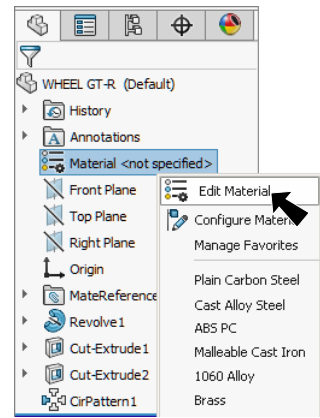 WHEEL GT-R (Default)
History
Annotations
Material <not specified>
Front Plane
Top Plane
Right Plane
Origin
MateReference
Revolve1
Cut-Extrude1
Cut-Extrude2
CirPattern1
Edit Material
Configure
Manage Favorites
Plain Carbon Steel
Cast Alloy Steel
ABS PC
Malleable Cast Iron
1060 Alloy
Brass